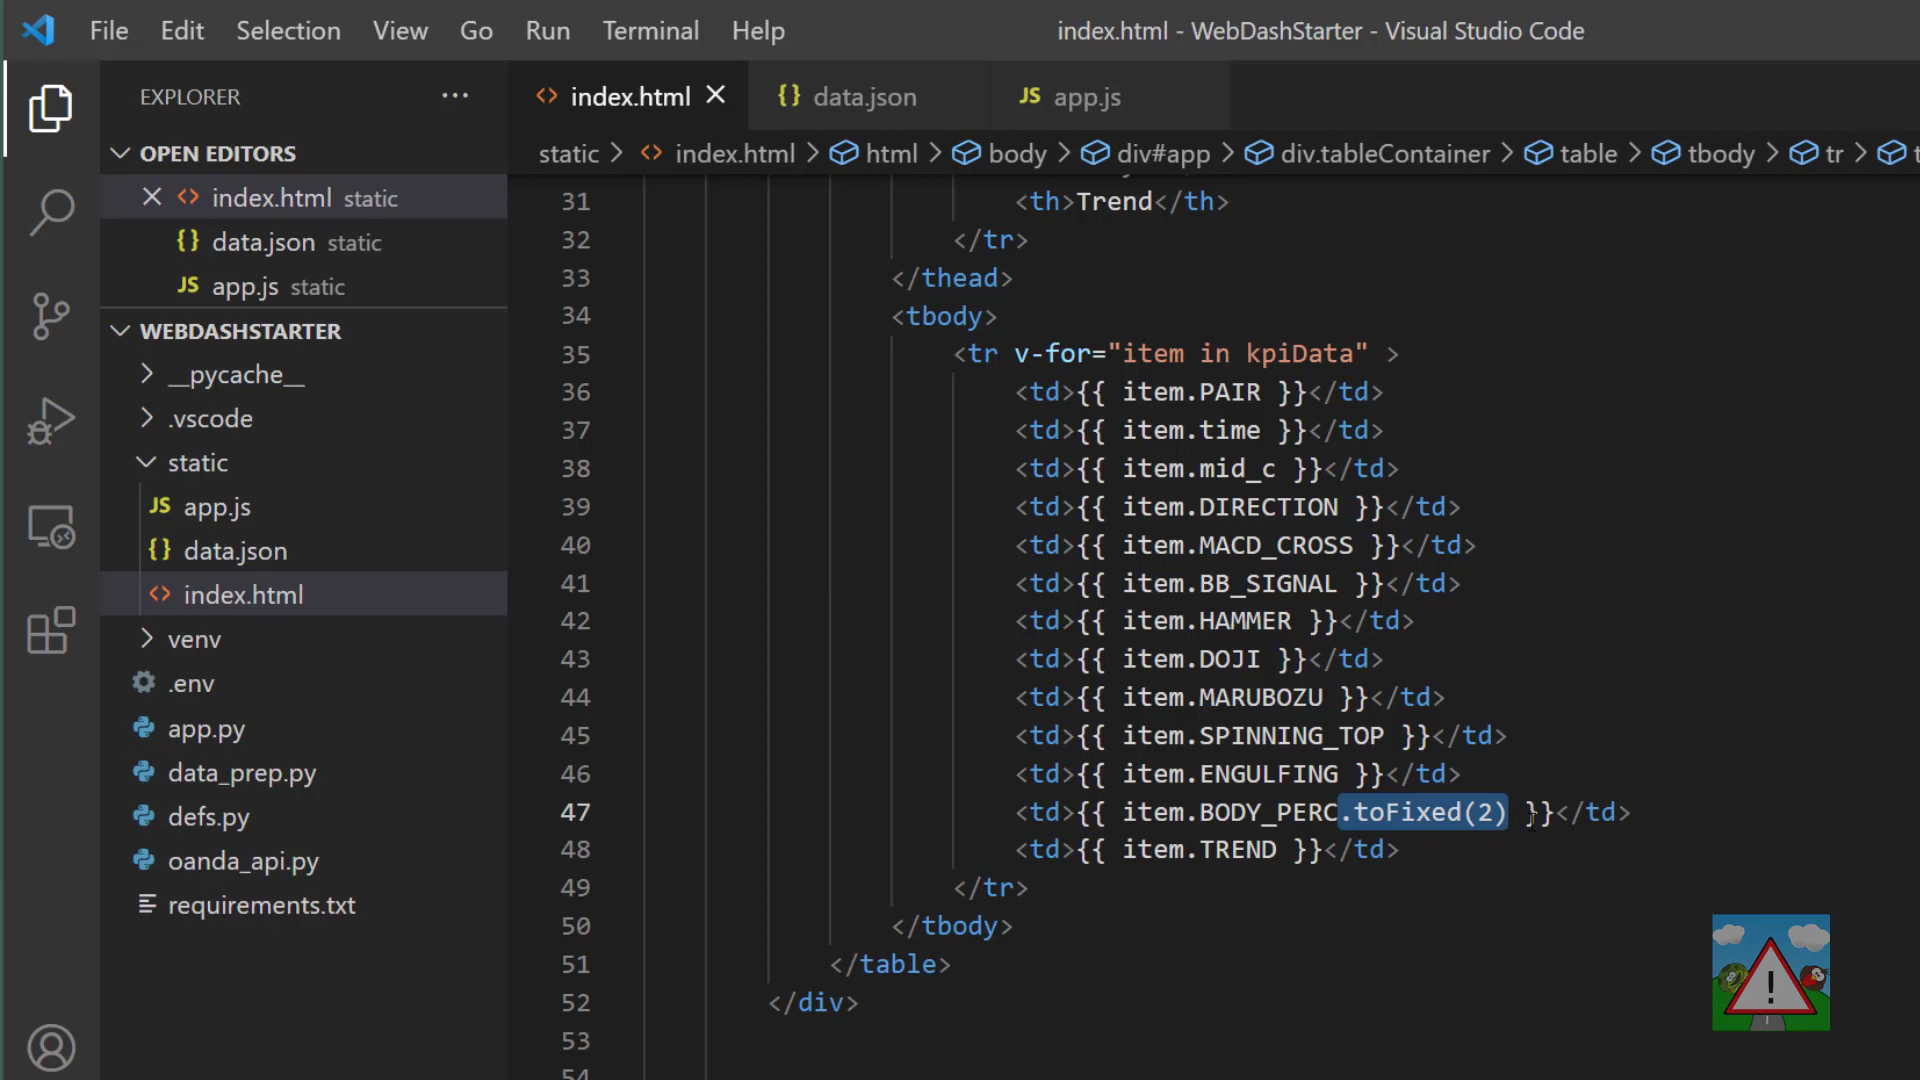 File Edit Selection View Go Run Terminal Help index.html - WebDashStarter - Visual Studio Code
EXPLORER ···
index.html
{} data.json
JS app.js
OPEN EDITORS
index.html static
{} data.json static
JS app.js static
WEBDASHSTARTER
__pycache__
.vscode
static
JS app.js
{} data.json
index.html
venv
.env
app.py
data_prep.py
defs.py
oanda_api.py
requirements.txt
static > <> index.html > html > body > div#app > div.tableContainer > table > tbody > tr >
31 <th>Trend</th>
32 </tr>
33 </thead>
34 <tbody>
35 <tr v-for="item in kpiData" >
36 <td>{{ item.PAIR }}</td>
37 <td>{{ item.time }}</td>
38 <td>{{ item.mid_c }}</td>
39 <td>{{ item.DIRECTION }}</td>
40 <td>{{ item.MACD_CROSS }}</td>
41 <td>{{ item.BB_SIGNAL }}</td>
42 <td>{{ item.HAMMER }}</td>
43 <td>{{ item.DOJI }}</td>
44 <td>{{ item.MARUBOZU }}</td>
45 <td>{{ item.SPINNING_TOP }}</td>
46 <td>{{ item.ENGULFING }}</td>
47 <td>{{ item.BODY_PERC.toFixed(2) }}</td>
48 <td>{{ item.TREND }}</td>
49 </tr>
50 </tbody>
51 </table>
52 </div>
53
54
!